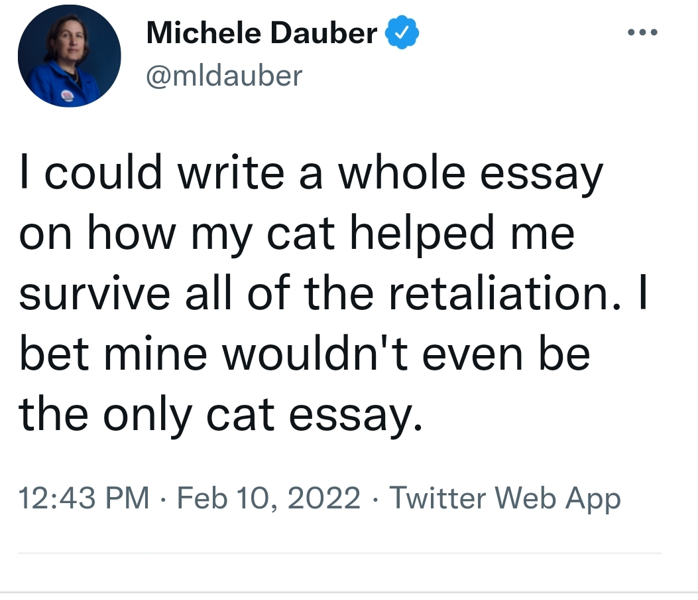 Michele Dauber
@mldauber
I could write a whole essay
on how my cat helped me
survive all of the retaliation. I
bet mine wouldn't even be
the only cat essay.
12:43 PM · Feb 10, 2022 · Twitter Web App